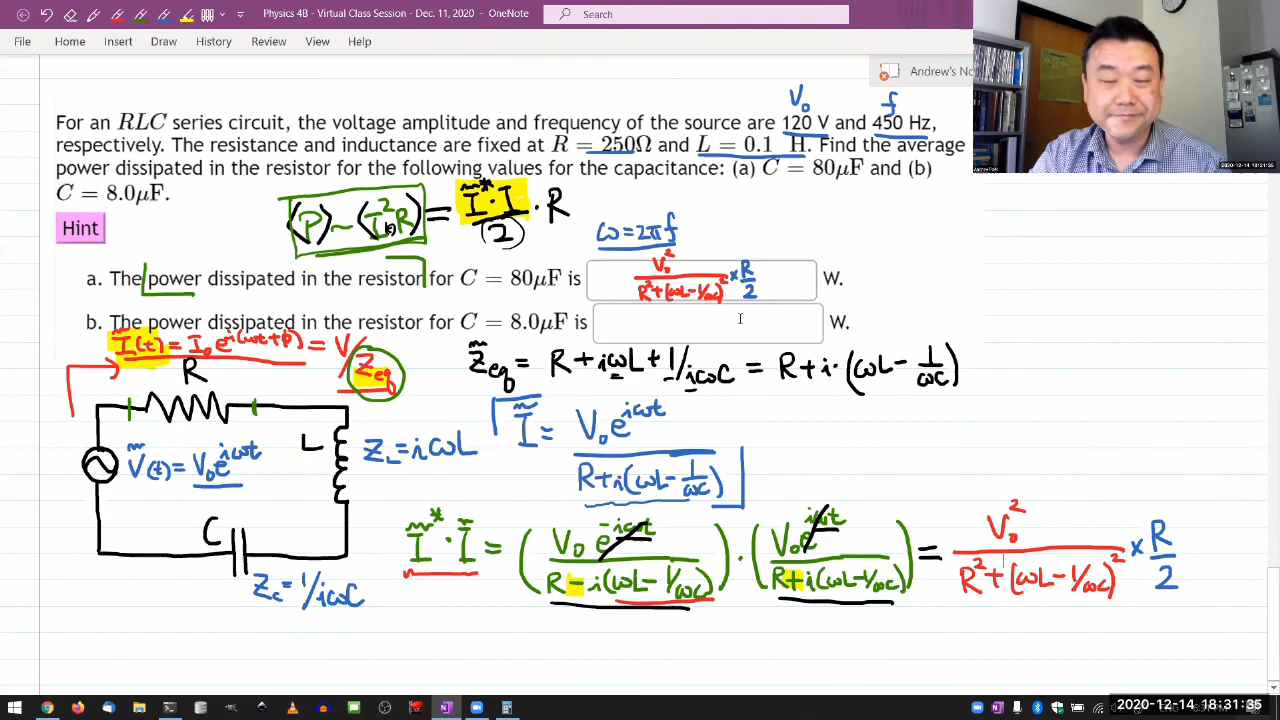 Physics 4B - Virtual Class Session - Dec. 11, 2020 - OneNote
Search
File Home Insert Draw History Review View Help
Andrew's No
V₀ f
For an RLC series circuit, the voltage amplitude and frequency of the source are 120 V and 450 Hz,
respectively. The resistance and inductance are fixed at R = 250Ω and L = 0.1 H. Find the average
power dissipated in the resistor for the following values for the capacitance: (a) C = 80μF and (b)
C = 8.0μF.
⟨P⟩ ~ ⟨I²R⟩ = Ĩ*·I/2 · R
Hint
ω = 2πf
a. The power dissipated in the resistor for C = 80μF is V₀²/R²+(ωL-1/ωC)² × R/2 W.
b. The power dissipated in the resistor for C = 8.0μF is W.
Ĩ(t) = I₀e^i(ωt+φ) = V/Z_eq
Z̃_eq = R + iωL + 1/iωC = R + i·(ωL - 1/ωC)
R
Ĩ = V₀e^iωt / R+i(ωL - 1/ωC)
L
Z_L = iωL
Ṽ(t) = V₀e^iωt
C
Z_C = 1/iωC
Ĩ*·Ĩ = (V₀e^-iωt / R-i(ωL-1/ωC)) · (V₀e^iωt / R+i(ωL-1/ωC)) = V₀² / R²+(ωL-1/ωC)² × R/2
2020-12-14 18:31:35
2020-12-14 18:31:35